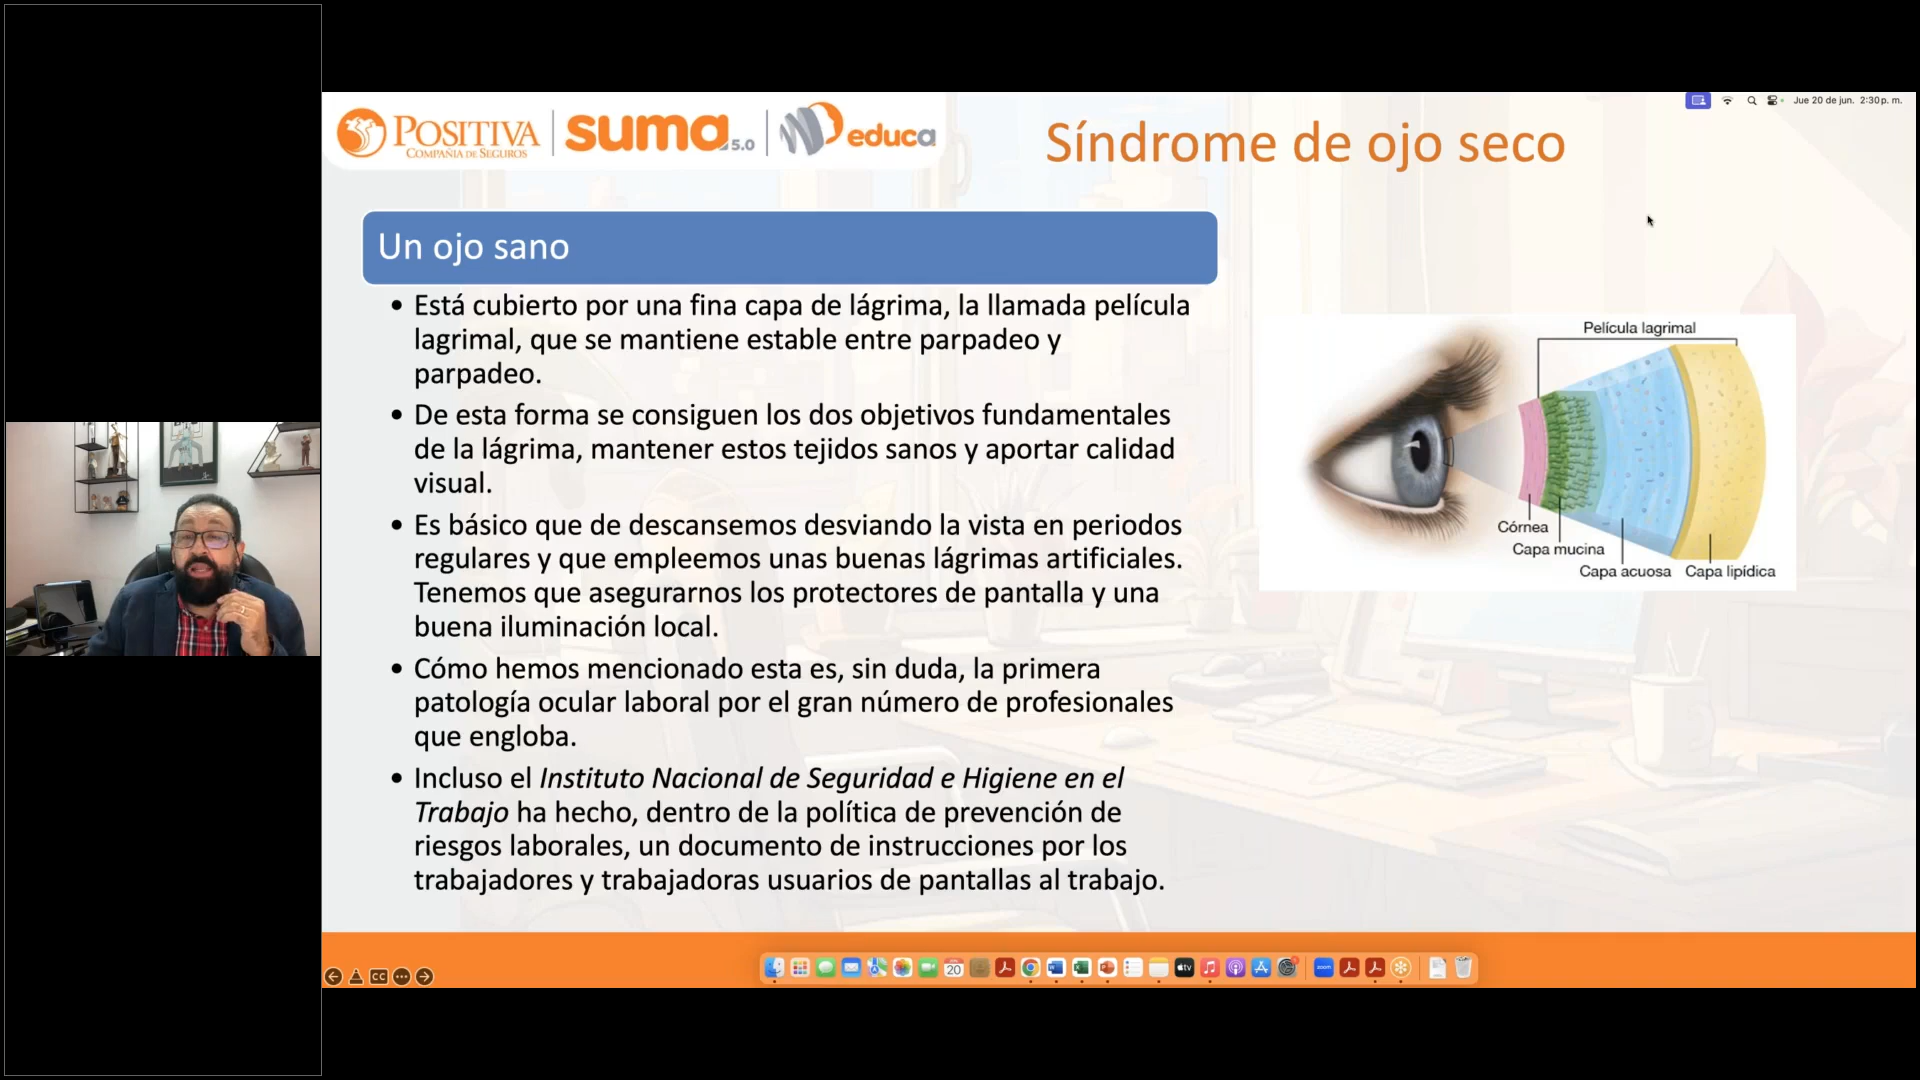 POSITIVA
COMPAÑÍA DE SEGUROS
suma 5.0
educa
Síndrome de ojo seco
Jue 20 de jun. 2:30 p. m.
Un ojo sano
• Está cubierto por una fina capa de lágrima, la llamada película
lagrimal, que se mantiene estable entre parpadeo y
parpadeo.
• De esta forma se consiguen los dos objetivos fundamentales
de la lágrima, mantener estos tejidos sanos y aportar calidad
visual.
• Es básico que de descansemos desviando la vista en periodos
regulares y que empleemos unas buenas lágrimas artificiales.
Tenemos que asegurarnos los protectores de pantalla y una
buena iluminación local.
• Cómo hemos mencionado esta es, sin duda, la primera
patología ocular laboral por el gran número de profesionales
que engloba.
• Incluso el Instituto Nacional de Seguridad e Higiene en el
Trabajo ha hecho, dentro de la política de prevención de
riesgos laborales, un documento de instrucciones por los
trabajadores y trabajadoras usuarios de pantallas al trabajo.
Película lagrimal
Córnea
Capa mucina
Capa acuosa
Capa lipídica
CC
20
tv
zoom